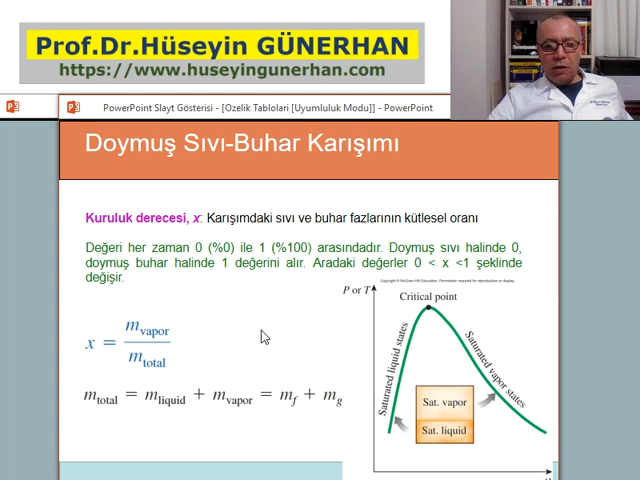 Prof.Dr.Hüseyin GÜNERHAN
https://www.huseyingunerhan.com
PowerPoint Slayt Gösterisi - [Ozelik Tablolari [Uyumluluk Modu]] - PowerPoint
Doymuş Sıvı-Buhar Karışımı
Kuruluk derecesi, x: Karışımdaki sıvı ve buhar fazlarının kütlesel oranı
Değeri her zaman 0 (%0) ile 1 (%100) arasındadır. Doymuş sıvı halinde 0,
doymuş buhar halinde 1 değerini alır. Aradaki değerler 0 < x <1 şeklinde
değişir.
x = m_vapor / m_total
m_total = m_liquid + m_vapor = m_f + m_g
Copyright © McGraw-Hill Education. Permission required for reproduction or display.
P or T
Critical point
Saturated liquid states
Saturated vapor states
Sat. vapor
Sat. liquid